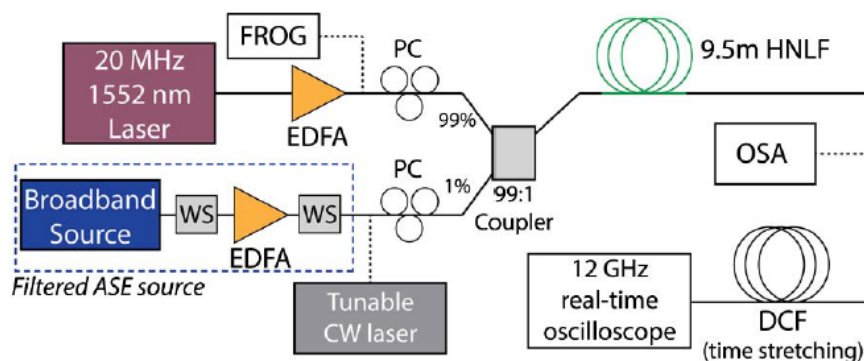 FROG
PC
9.5m HNLF
20 MHz
1552 nm
Laser
EDFA
99%
OSA
PC
1%
99:1
Coupler
Broadband
Source
WS
WS
EDFA
Filtered ASE source
Tunable
CW laser
12 GHz
real-time
oscilloscope
DCF
(time stretching)